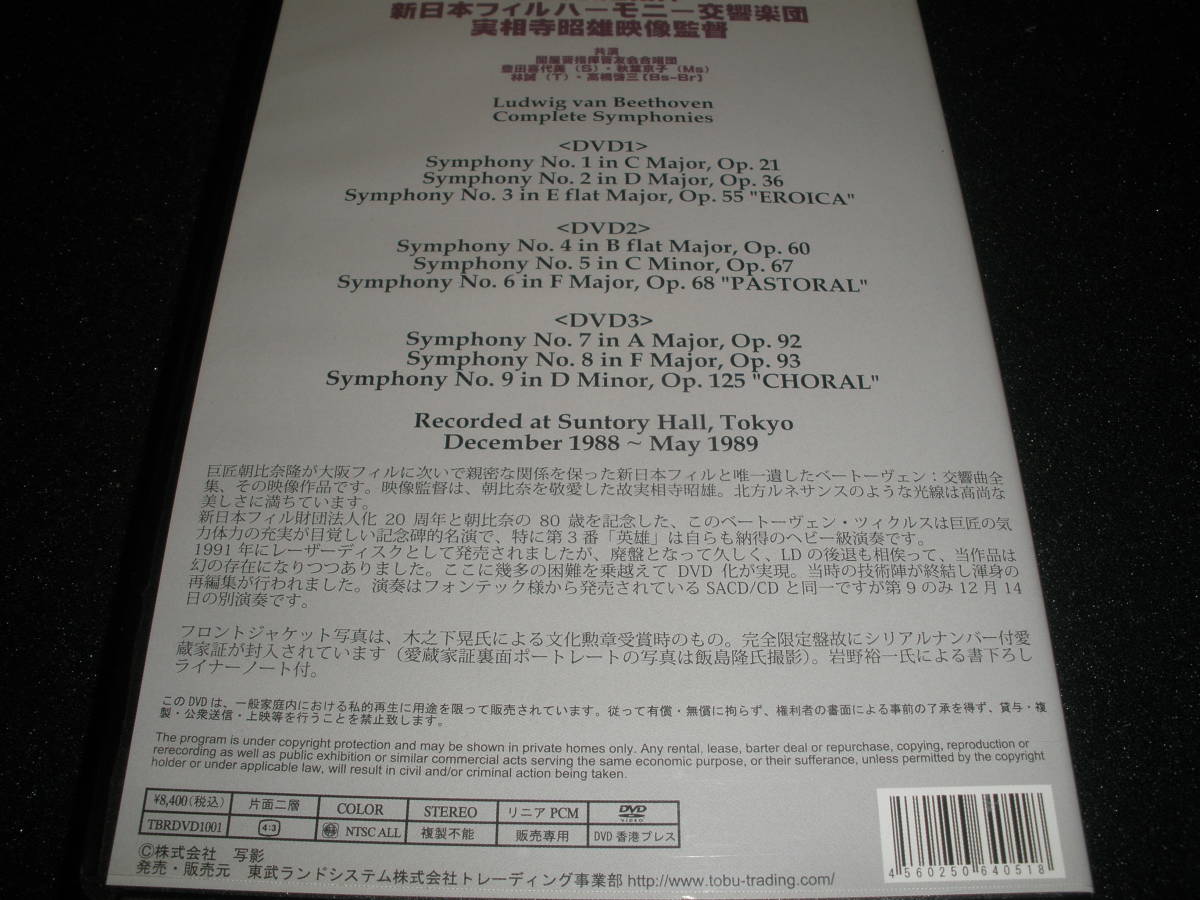 新日本フィルハーモニー交響楽団
実相寺昭雄映像監督
共演
関屋晋指揮晋友会合唱団
豊田喜代美 (S)・秋葉京子 (Ms)
林誠 (T)・高橋啓三 [Bs-Br]
Ludwig van Beethoven
Complete Symphonies
<DVD1>
Symphony No. 1 in C Major, Op. 21
Symphony No. 2 in D Major, Op. 36
Symphony No. 3 in E flat Major, Op. 55 "EROICA"
<DVD2>
Symphony No. 4 in B flat Major, Op. 60
Symphony No. 5 in C Minor, Op. 67
Symphony No. 6 in F Major, Op. 68 "PASTORAL"
<DVD3>
Symphony No. 7 in A Major, Op. 92
Symphony No. 8 in F Major, Op. 93
Symphony No. 9 in D Minor, Op. 125 "CHORAL"
Recorded at Suntory Hall, Tokyo
December 1988 ~ May 1989
巨匠朝比奈隆が大阪フィルに次いで親密な関係を保った新日本フィルと唯一遺したベートーヴェン：交響曲全
集、その映像作品です。映像監督は、朝比奈を敬愛した故実相寺昭雄。北方ルネサンスのような光線は高尚な
美しさに満ちています。
新日本フィル財団法人化 20 周年と朝比奈の 80 歳を記念した、このベートーヴェン・ツィクルスは巨匠の気
力体力の充実が目覚しい記念碑的名演で、特に第３番「英雄」は自らも納得のヘビー級演奏です。
1991 年にレーザーディスクとして発売されましたが、廃盤となって久しく、LD の後退も相俟って、当作品は
幻の存在になりつつありました。ここに幾多の困難を乗越えて DVD 化が実現。当時の技術陣が終結し渾身の
再編集が行われました。演奏はフォンテック様から発売されている SACD/CD と同一ですが第９のみ 12 月 14
日の別演奏です。
フロントジャケット写真は、木之下晃氏による文化勲章受賞時のもの。完全限定盤故にシリアルナンバー付愛
蔵家証が封入されています（愛蔵家証裏面ポートレートの写真は飯島隆氏撮影）。岩野裕一氏による書下ろし
ライナーノート付。
このDVDは、一般家庭内における私的再生に用途を限って販売されています。従って有償・無償に拘らず、権利者の書面による事前の了承を得ず、貸与・複
製・公衆送信・上映等を行うことを禁止致します。
The program is under copyright protection and may be shown in private homes only. Any rental, lease, barter deal or repurchase, copying, reproduction or
rerecording as well as public exhibition or similar commercial acts serving the same economic purpose, or their sufferance, unless permitted by the copyright
holder or under applicable law, will result in civil and/or criminal action being taken.
¥8,400(税込) 片面二層 COLOR STEREO リニア PCM DVD VIDEO
TBRDVD1001 4:3 NTSC ALL 複製不能 販売専用 DVD 香港プレス
Ⓒ株式会社 写影
発売・販売元 東武ランドシステム株式会社トレーディング事業部 http://www.tobu-trading.com/
4 560250 640518